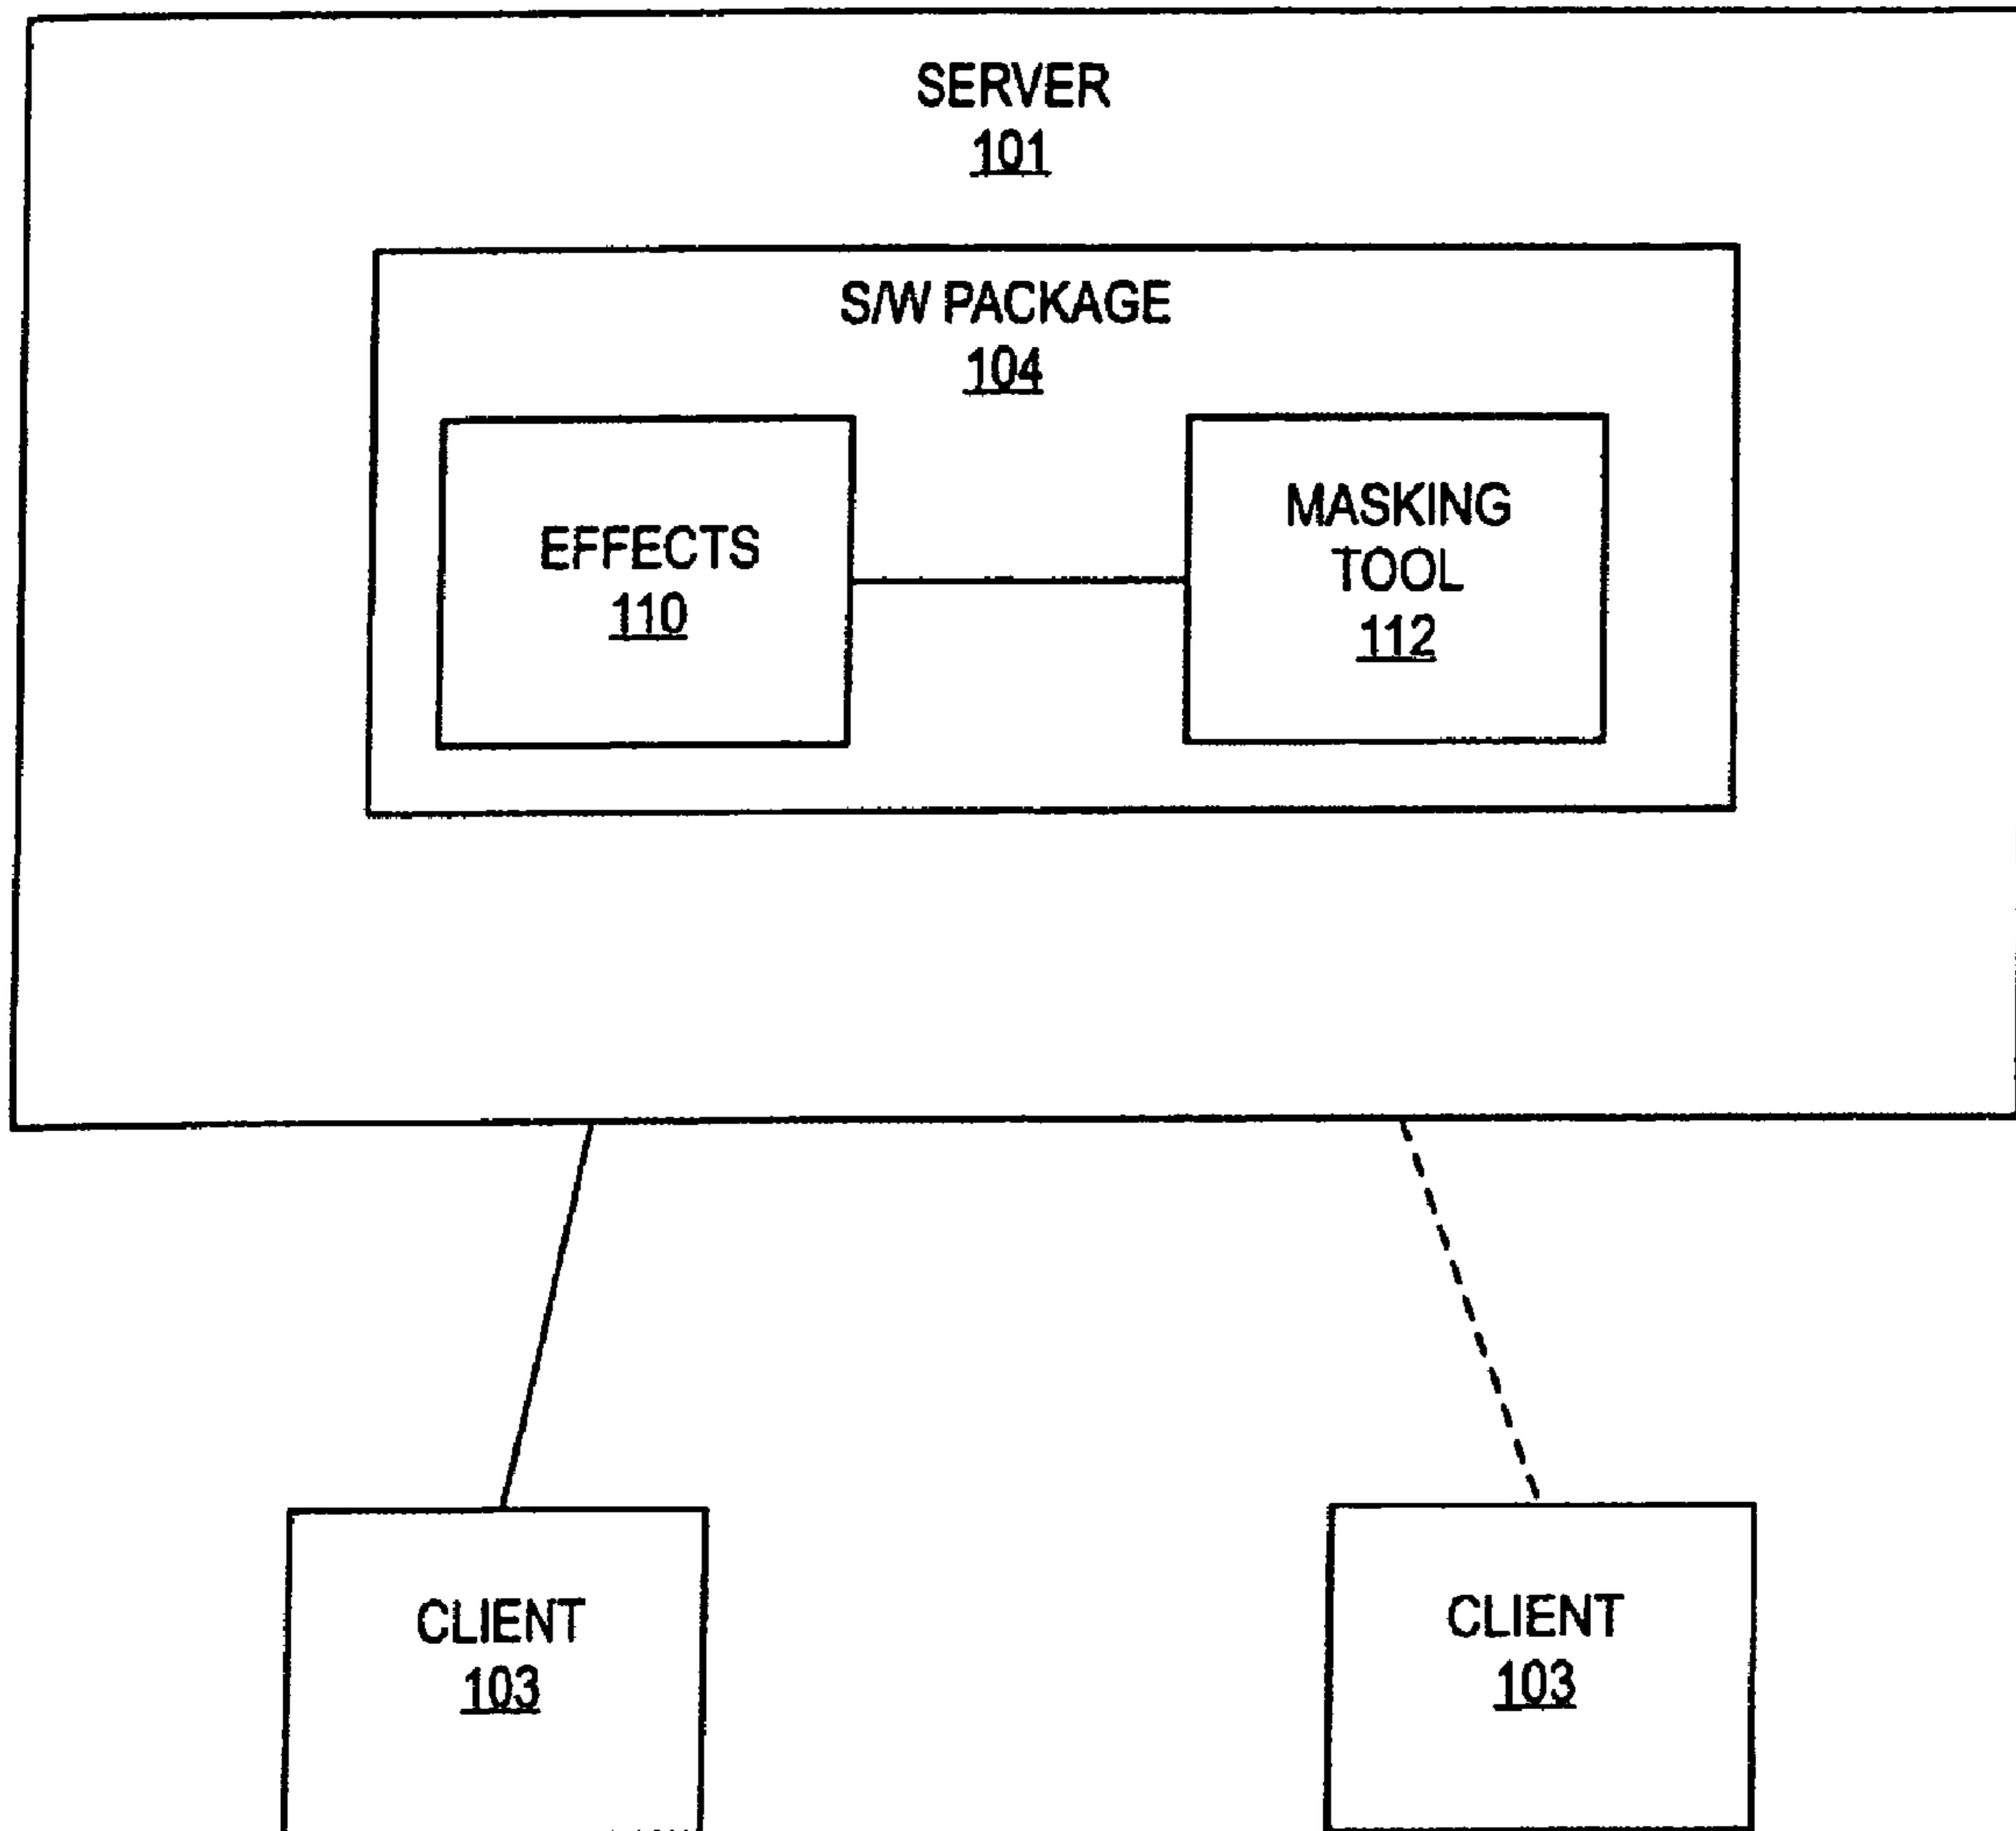 SERVER
101
S/W PACKAGE
104
EFFECTS
110
MASKING
TOOL
112
CLIENT
103
CLIENT
103